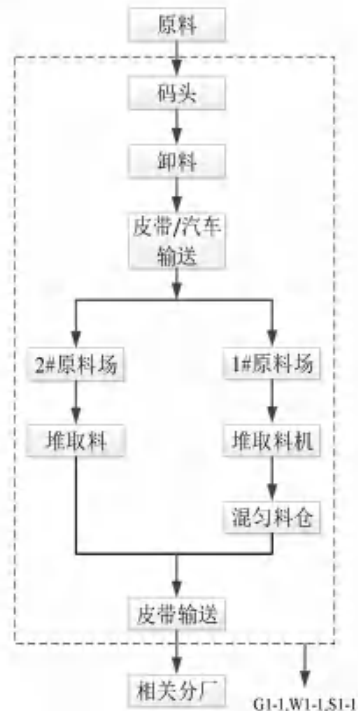 原料
码头
卸料
皮带/汽车
输送
2#原料场
1#原料场
堆取料
堆取料机
混匀料仓
皮带输送
相关分厂
G1-1,W1-1,S1-1